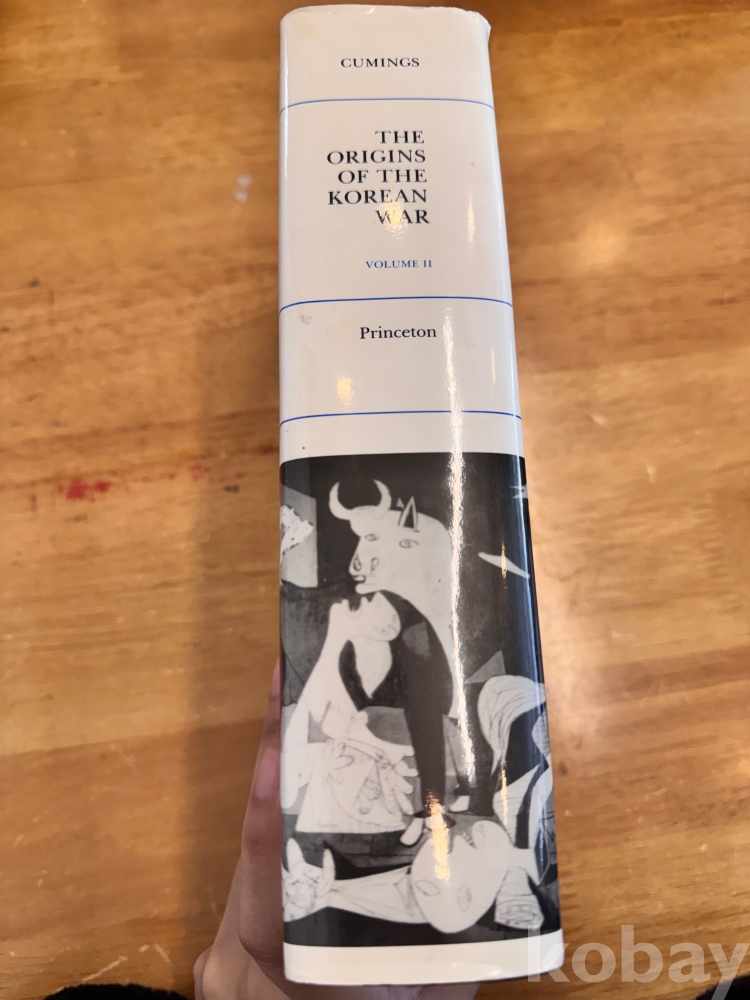 CUMINGS
THE
ORIGINS
OF THE
KOREAN
WAR
VOLUME II
Princeton
kobay